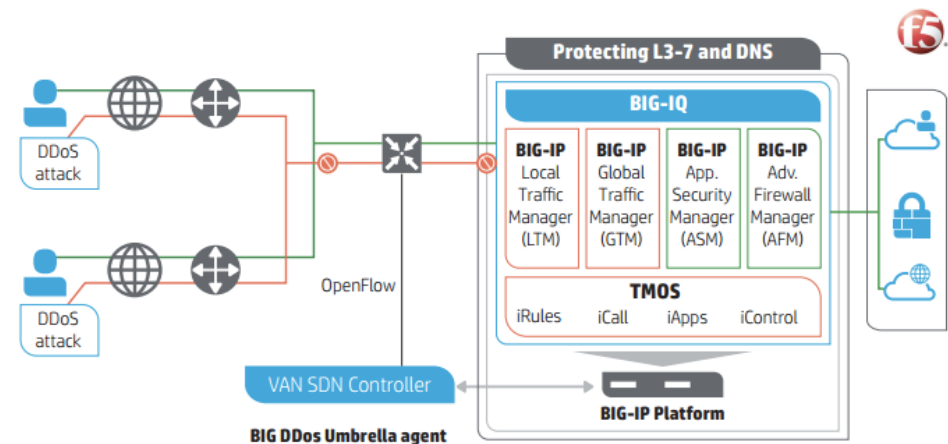 f5
Protecting L3-7 and DNS
BIG-IQ
BIG-IP
Local
Traffic
Manager
(LTM)
BIG-IP
Global
Traffic
Manager
(GTM)
BIG-IP
App.
Security
Manager
(ASM)
BIG-IP
Adv.
Firewall
Manager
(AFM)
TMOS
iRules iCall iApps iControl
DDoS
attack
DDoS
attack
OpenFlow
VAN SDN Controller
BIG DDos Umbrella agent
BIG-IP Platform